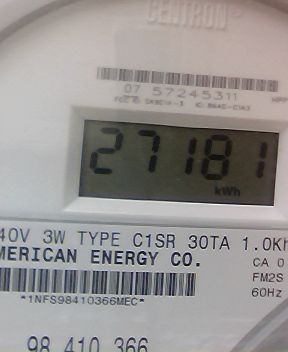 CENTRON®
07 57245311
27181
kWh
40V 3W TYPE C1SR 30TA 1.0Kh
MERICAN ENERGY CO.
CA 0
FM2S
60Hz
*1NFS98410366MEC*
98 410 366